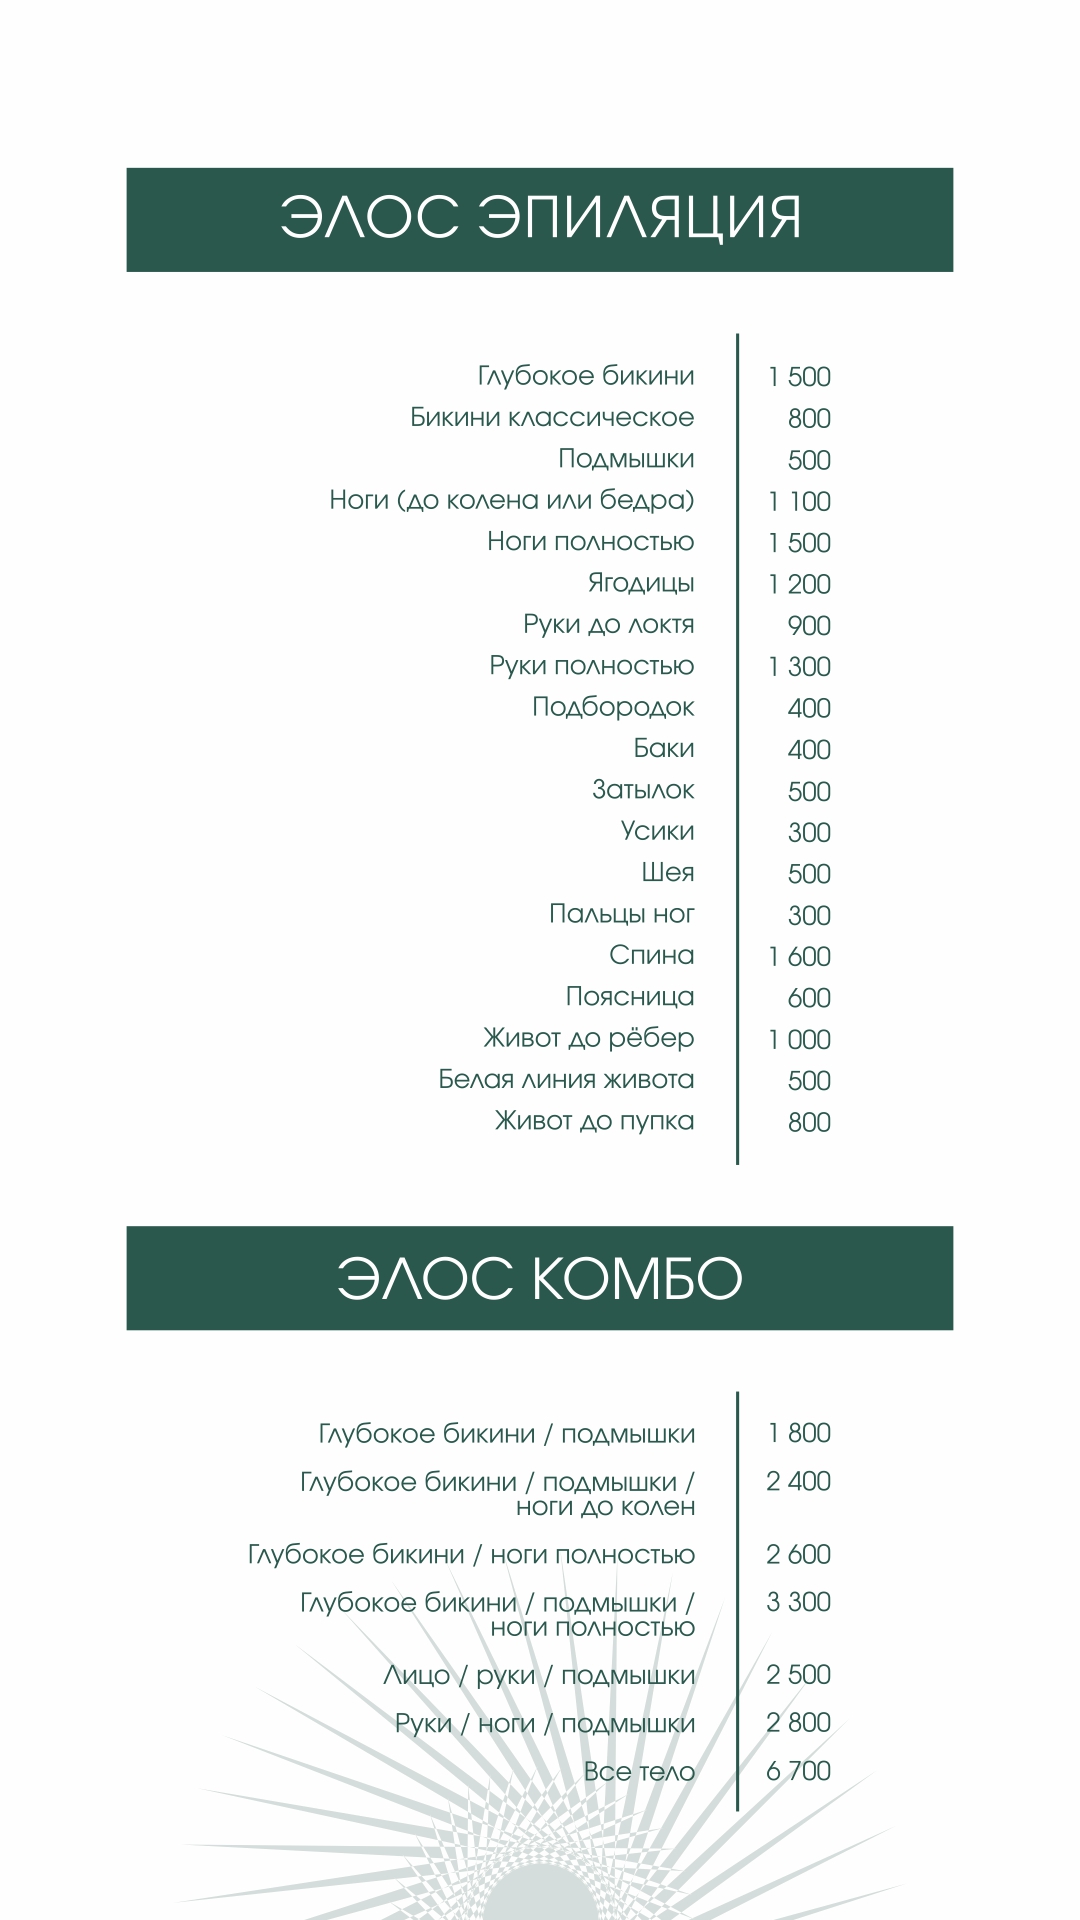 ЭЛОС ЭПИЛЯЦИЯ
Глубокое бикини 1 500
Бикини классическое 800
Подмышки 500
Ноги (до колена или бедра) 1 100
Ноги полностью 1 500
Ягодицы 1 200
Руки до локтя 900
Руки полностью 1 300
Подбородок 400
Баки 400
Затылок 500
Усики 300
Шея 500
Пальцы ног 300
Спина 1 600
Поясница 600
Живот до рёбер 1 000
Белая линия живота 500
Живот до пупка 800
ЭЛОС КОМБО
Глубокое бикини / подмышки 1 800
Глубокое бикини / подмышки / 2 400
ноги до колен
Глубокое бикини / ноги полностью 2 600
Глубокое бикини / подмышки / 3 300
ноги полностью
Лицо / руки / подмышки 2 500
Руки / ноги / подмышки 2 800
Все тело 6 700